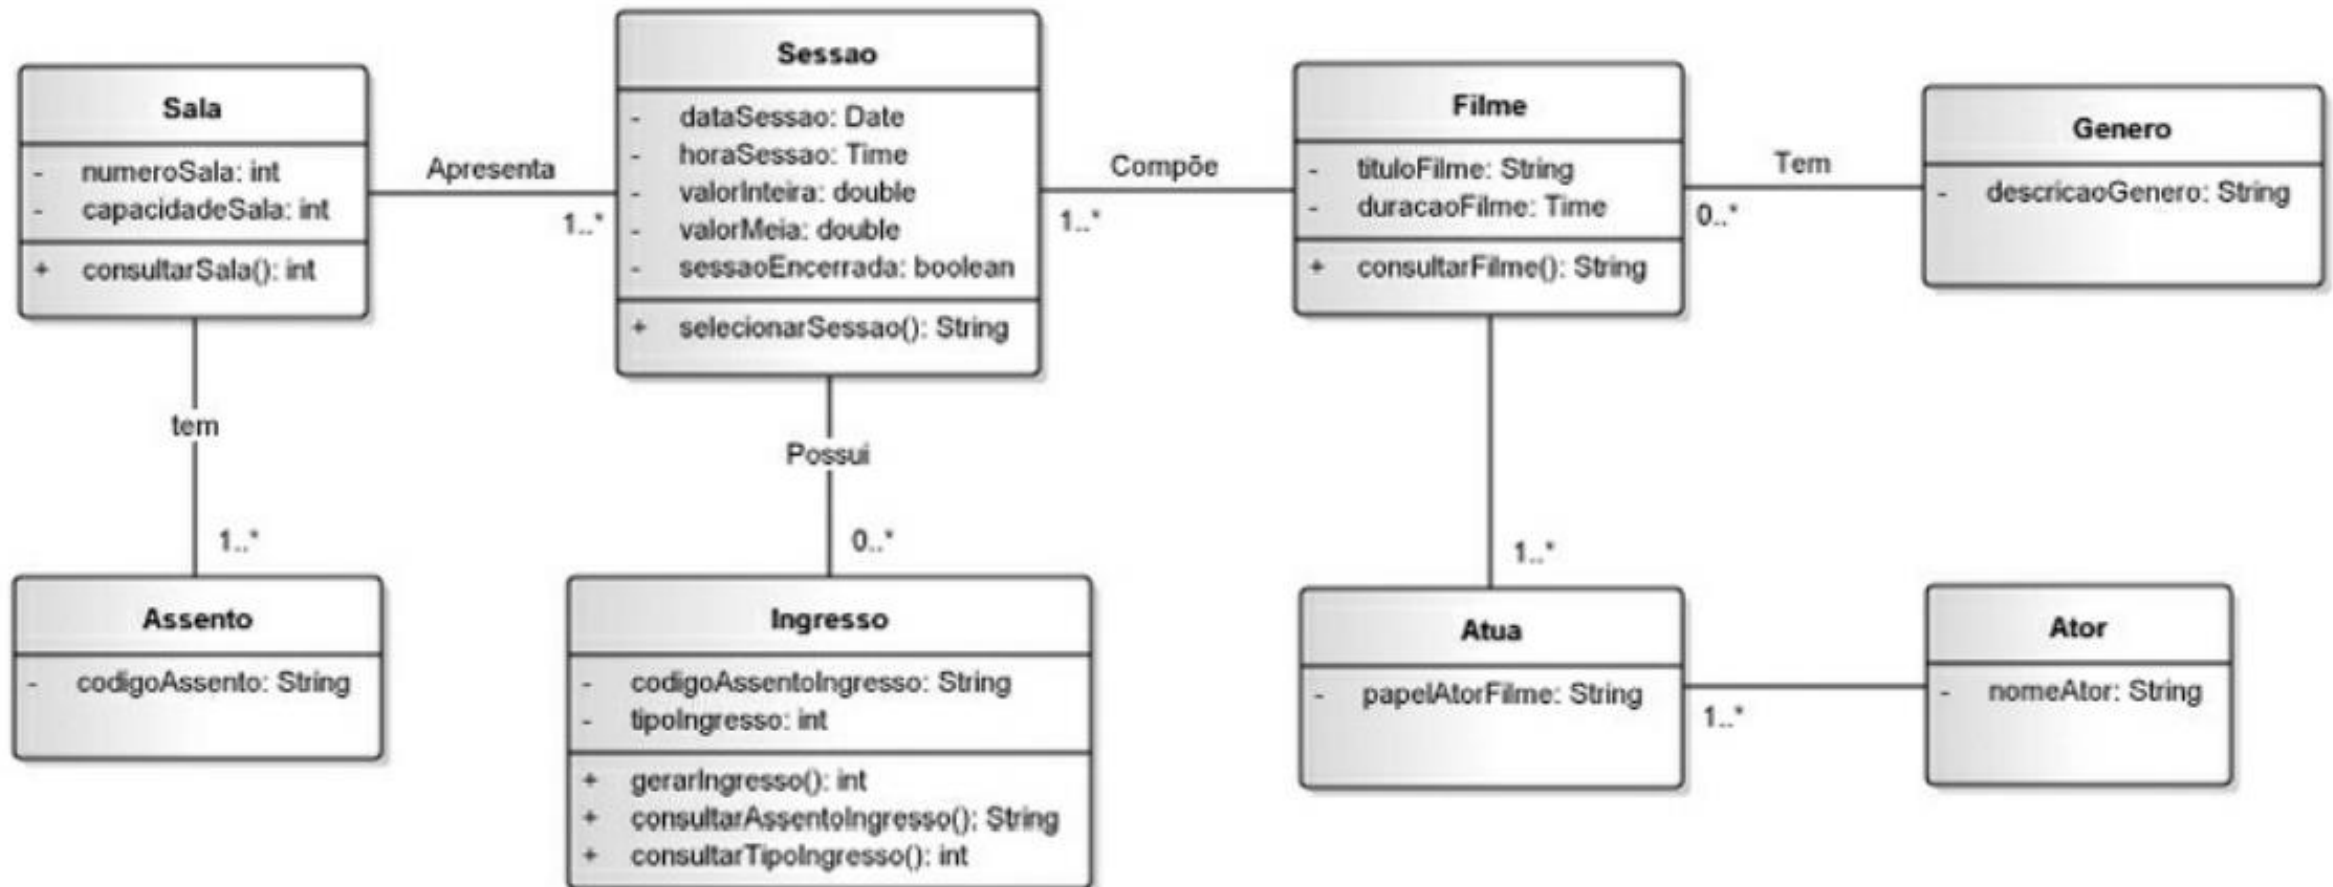 Sala
- numeroSala: int
- capacidadeSala: int
+ consultarSala(): int
Apresenta
1..*
Sessao
- dataSessao: Date
- horaSessao: Time
- valorInteira: double
- valorMeia: double
- sessaoEncerrada: boolean
+ selecionarSessao(): String
Compõe
1..*
Filme
- tituloFilme: String
- duracaoFilme: Time
+ consultarFilme(): String
Tem
0..*
Genero
- descricaoGenero: String
tem
1..*
Possui
0..*
1..*
Assento
- codigoAssento: String
Ingresso
- codigoAssentoIngresso: String
- tipoIngresso: int
+ gerarIngresso(): int
+ consultarAssentoIngresso(): String
+ consultarTipoIngresso(): int
Atua
- papelAtorFilme: String
1..*
Ator
- nomeAtor: String